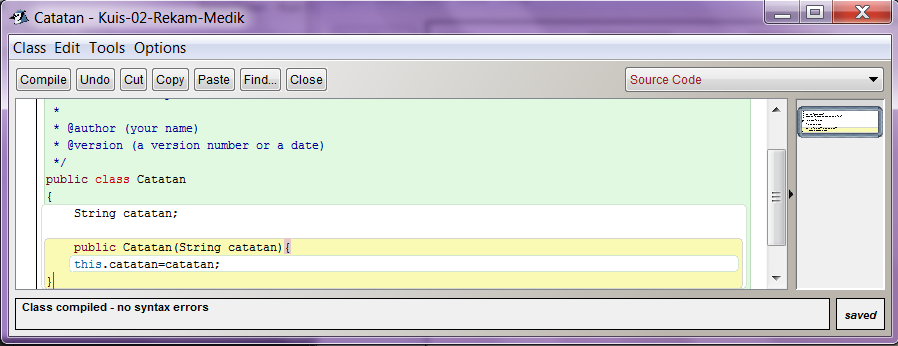 Catatan - Kuis-02-Rekam-Medik
Class Edit Tools Options
Compile Undo Cut Copy Paste Find... Close Source Code
*
* @author (your name)
* @version (a version number or a date)
*/
public class Catatan
{
String catatan;
public Catatan(String catatan){
this.catatan=catatan;
}
Class compiled - no syntax errors
saved